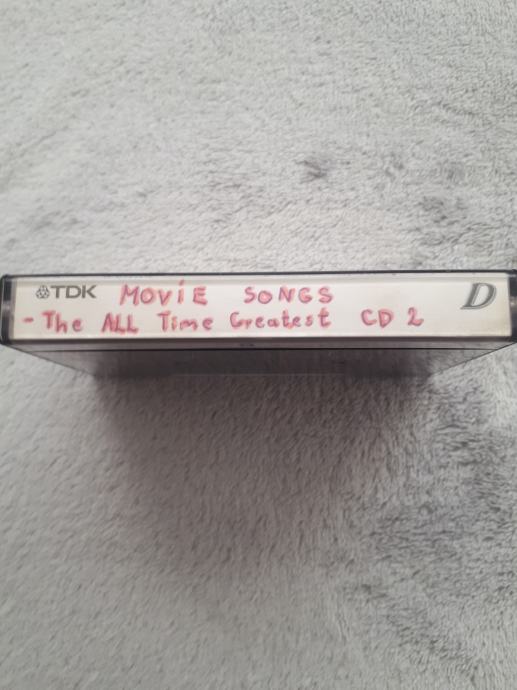 TDK MOViE SONGS D
- The ALL Time Greatest CD 2